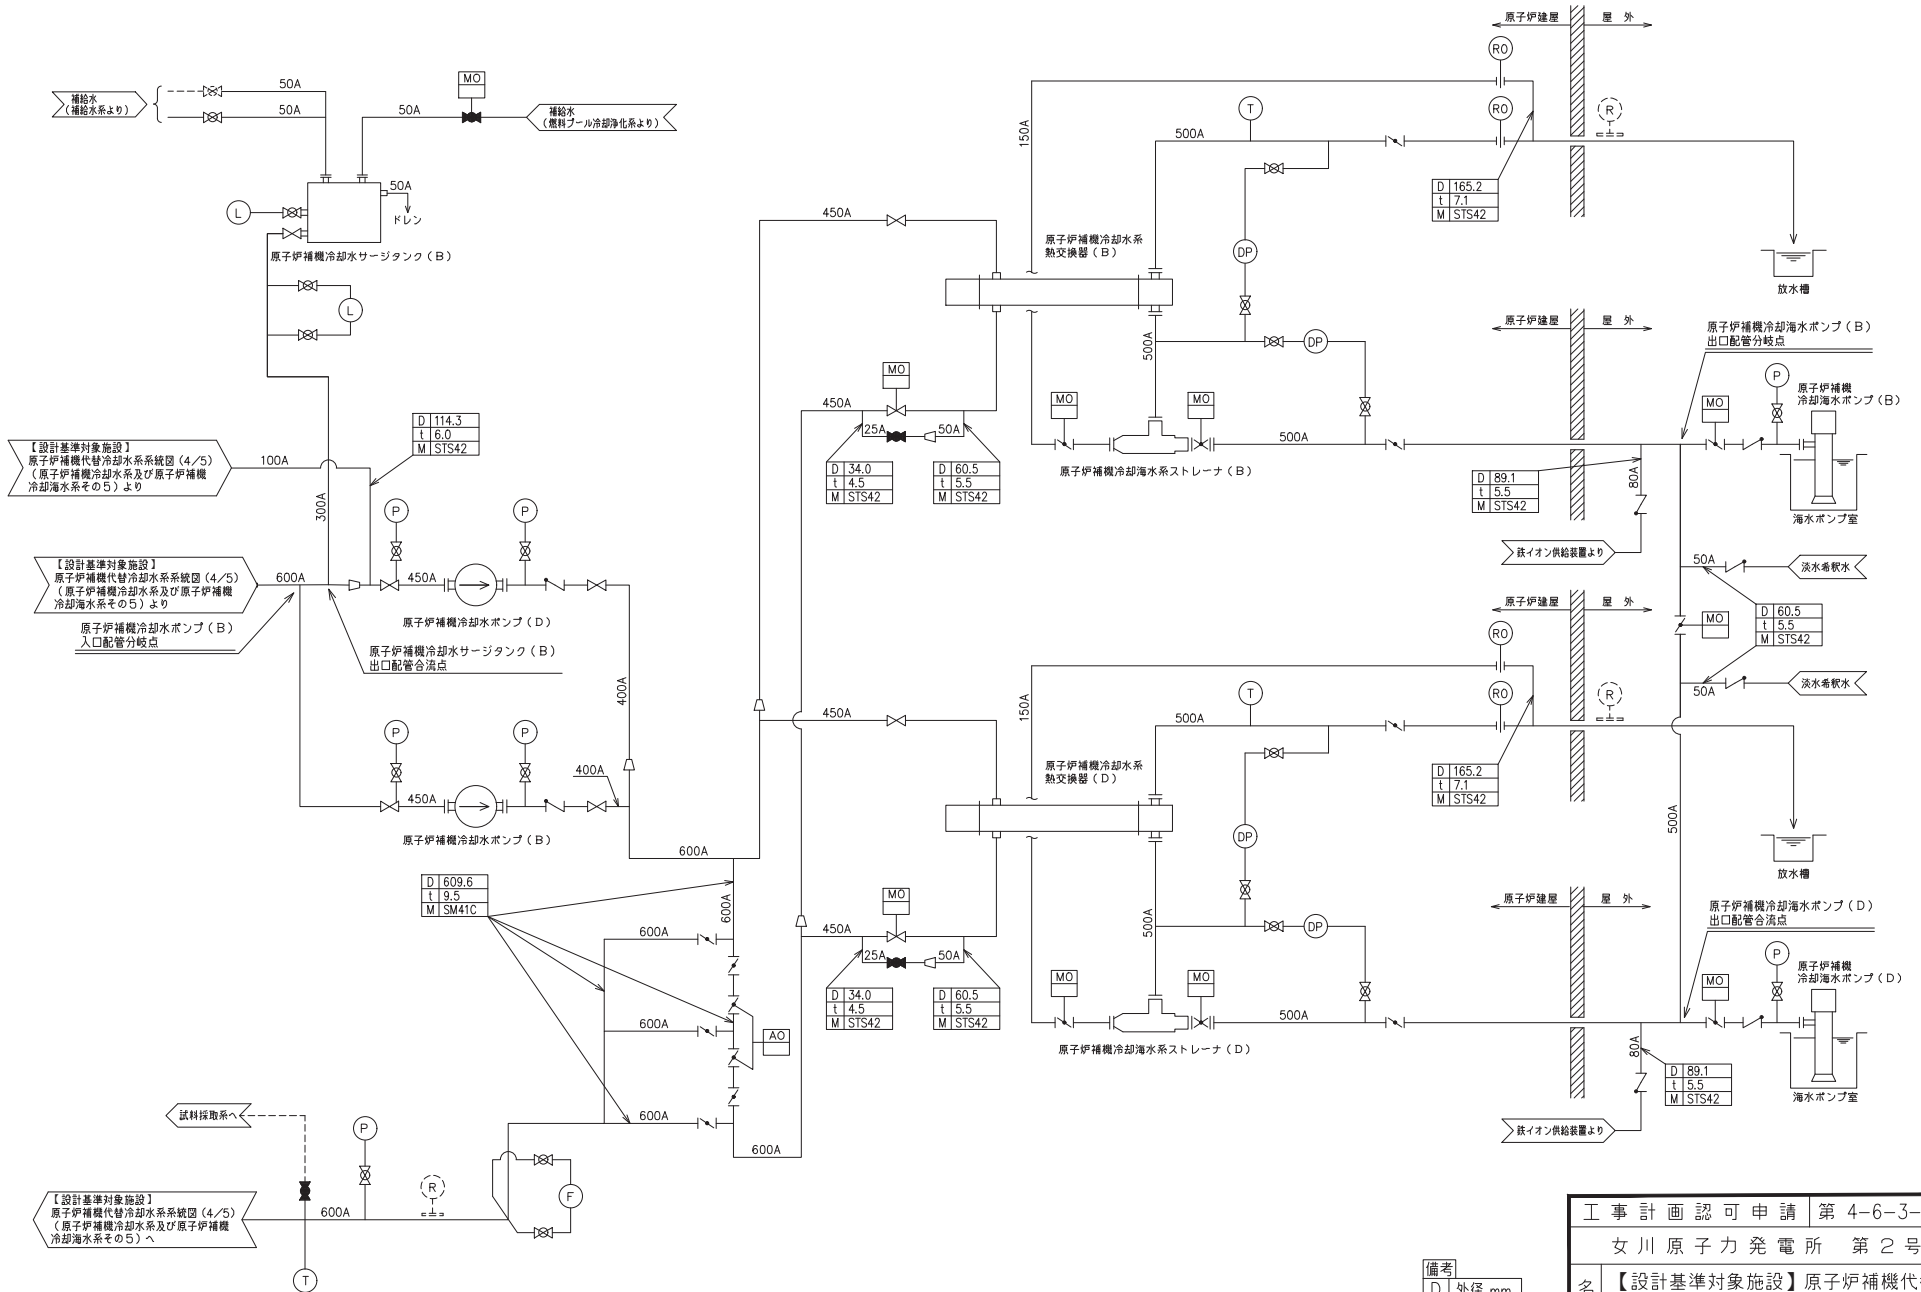 原子炉建屋
屋 外
RO
補給水
(補給水系より)
50A
50A
50A
MO
補給水
(燃料プール冷却浄化系より)
150A
500A
T
RO
R
D 165.2
t 7.1
M STS42
L
50A
ドレン
原子炉補機冷却水サージタンク(B)
L
450A
原子炉補機冷却水系
熱交換器(B)
DP
放水槽
原子炉建屋
屋 外
原子炉補機冷却海水ポンプ(B)
出口配管分岐点
500A
DP
MO
450A
25A
50A
D 34.0
t 4.5
M STS42
D 60.5
t 5.5
M STS42
MO
MO
500A
原子炉補機冷却海水系ストレーナ(B)
MO
P
原子炉補機
冷却海水ポンプ(B)
海水ポンプ室
D 89.1
t 5.5
M STS42
80A
鉄イオン供給装置より
D 114.3
t 6.0
M STS42
【設計基準対象施設】
原子炉補機代替冷却水系系統図(4/5)
(原子炉補機冷却水系及び原子炉補機
冷却海水系その5)より
100A
300A
P
P
【設計基準対象施設】
原子炉補機代替冷却水系系統図(4/5)
(原子炉補機冷却水系及び原子炉補機
冷却海水系その5)より
600A
450A
原子炉補機冷却水ポンプ(D)
原子炉補機冷却水ポンプ(B)
入口配管分岐点
原子炉補機冷却水サージタンク(B)
出口配管合流点
400A
50A
淡水希釈水
D 60.5
t 5.5
M STS42
MO
50A
淡水希釈水
原子炉建屋
屋 外
RO
150A
500A
T
RO
R
D 165.2
t 7.1
M STS42
P
P
400A
450A
原子炉補機冷却水ポンプ(B)
450A
原子炉補機冷却水系
熱交換器(D)
DP
500A
放水槽
600A
D 609.6
t 9.5
M SM41C
600A
600A
600A
600A
AO
600A
MO
450A
25A
50A
D 34.0
t 4.5
M STS42
D 60.5
t 5.5
M STS42
500A
DP
原子炉建屋
屋 外
原子炉補機冷却海水ポンプ(D)
出口配管合流点
MO
MO
500A
原子炉補機冷却海水系ストレーナ(D)
MO
P
原子炉補機
冷却海水ポンプ(D)
海水ポンプ室
80A
D 89.1
t 5.5
M STS42
鉄イオン供給装置より
試料採取系へ
P
R
F
【設計基準対象施設】
原子炉補機代替冷却水系系統図(4/5)
(原子炉補機冷却水系及び原子炉補機
冷却海水系その5)へ
600A
T
工事計画認可申請 第 4-6-3-
女川原子力発電所 第2号
名 【設計基準対象施設】原子炉補機代
備考
D 外径 mm